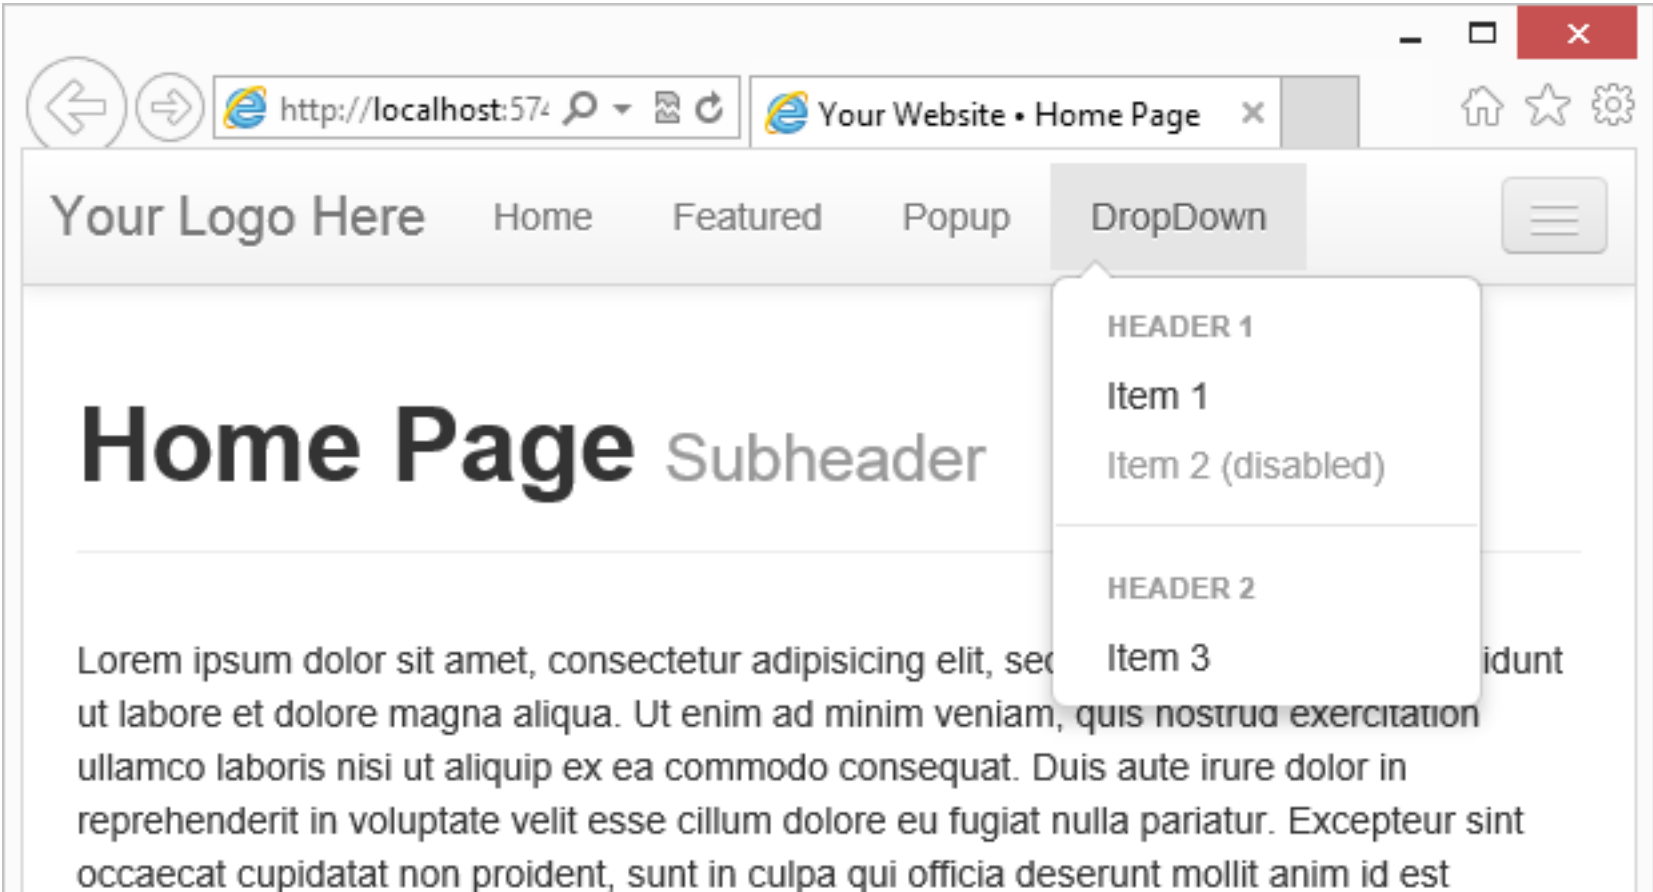 http://localhost:574
Your Website • Home Page
Your Logo Here Home Featured Popup DropDown
HEADER 1
Item 1
Item 2 (disabled)
HEADER 2
Item 3
Home Page Subheader
Lorem ipsum dolor sit amet, consectetur adipisicing elit, sed idunt
ut labore et dolore magna aliqua. Ut enim ad minim veniam, quis nostrud exercitation
ullamco laboris nisi ut aliquip ex ea commodo consequat. Duis aute irure dolor in
reprehenderit in voluptate velit esse cillum dolore eu fugiat nulla pariatur. Excepteur sint
occaecat cupidatat non proident, sunt in culpa qui officia deserunt mollit anim id est